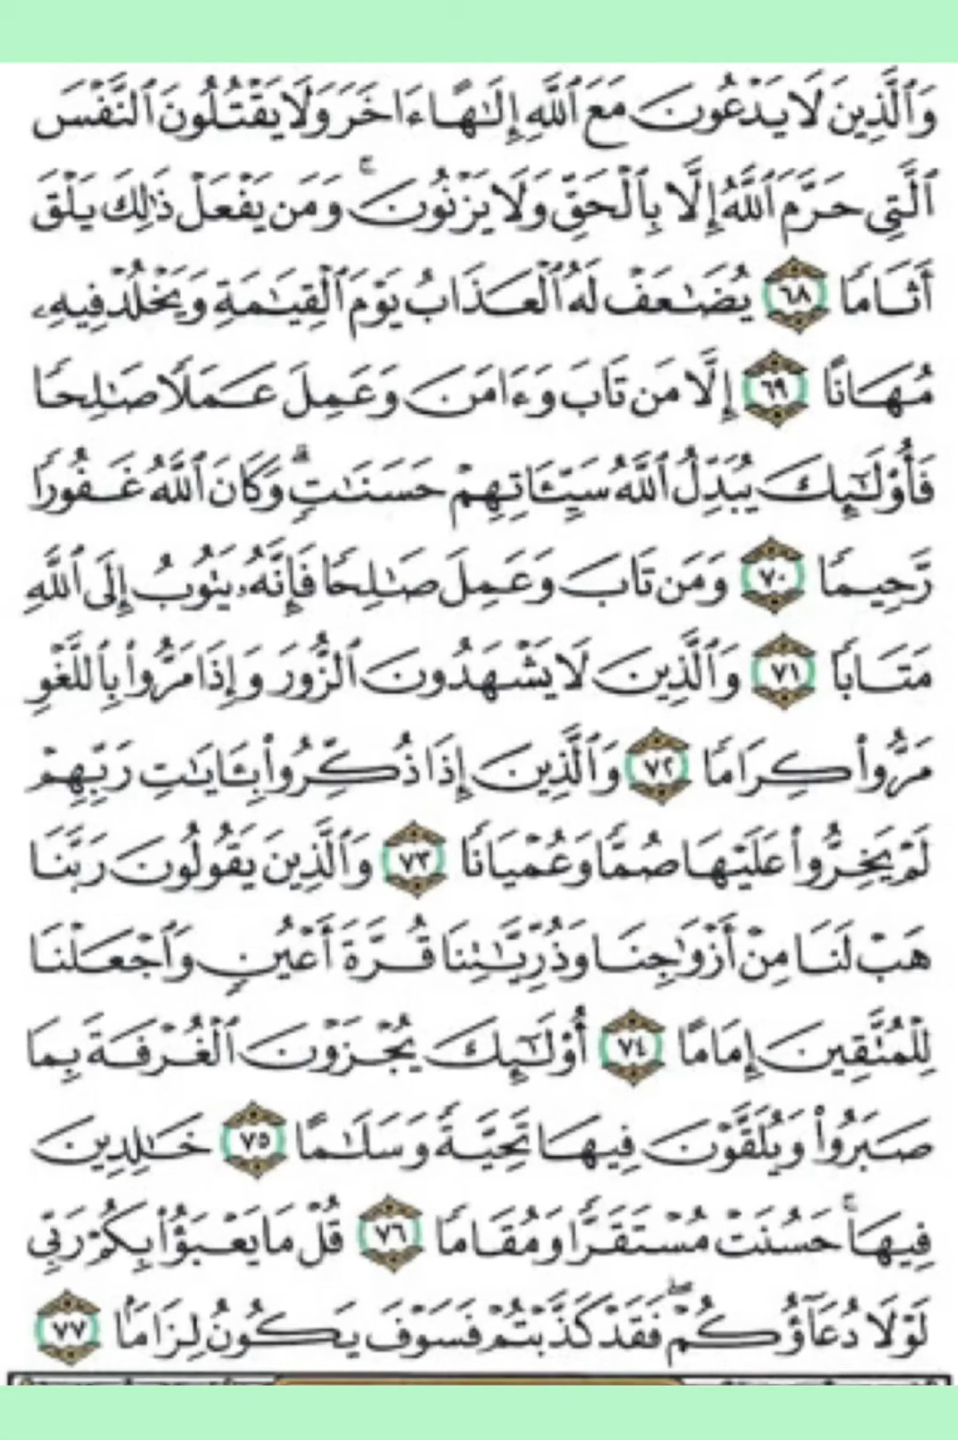 وَٱلَّذِينَ لَا يَدْعُونَ مَعَ ٱللَّهِ إِلَٰهًا ءَاخَرَ وَلَا يَقْتُلُونَ ٱلنَّفْسَ
ٱلَّتِى حَرَّمَ ٱللَّهُ إِلَّا بِٱلْحَقِّ وَلَا يَزْنُونَ ۚ وَمَن يَفْعَلْ ذَٰلِكَ يَلْقَ
أَثَامًا ٦٨ يُضَٰعَفْ لَهُ ٱلْعَذَابُ يَوْمَ ٱلْقِيَٰمَةِ وَيَخْلُدْ فِيهِۦ
مُهَانًا ٦٩ إِلَّا مَن تَابَ وَءَامَنَ وَعَمِلَ عَمَلًا صَٰلِحًا
فَأُو۟لَٰٓئِكَ يُبَدِّلُ ٱللَّهُ سَيِّـَٔاتِهِمْ حَسَنَٰتٍ ۗ وَكَانَ ٱللَّهُ غَفُورًا
رَّحِيمًا ٧٠ وَمَن تَابَ وَعَمِلَ صَٰلِحًا فَإِنَّهُۥ يَتُوبُ إِلَى ٱللَّهِ
مَتَابًا ٧١ وَٱلَّذِينَ لَا يَشْهَدُونَ ٱلزُّورَ وَإِذَا مَرُّوا۟ بِٱللَّغْوِ
مَرُّوا۟ كِرَامًا ٧٢ وَٱلَّذِينَ إِذَا ذُكِّرُوا۟ بِـَٔايَٰتِ رَبِّهِمْ
لَمْ يَخِرُّوا۟ عَلَيْهَا صُمًّا وَعُمْيَانًا ٧٣ وَٱلَّذِينَ يَقُولُونَ رَبَّنَا
هَبْ لَنَا مِنْ أَزْوَٰجِنَا وَذُرِّيَّٰتِنَا قُرَّةَ أَعْيُنٍ وَٱجْعَلْنَا
لِلْمُتَّقِينَ إِمَامًا ٧٤ أُو۟لَٰٓئِكَ يُجْزَوْنَ ٱلْغُرْفَةَ بِمَا
صَبَرُوا۟ وَيُلَقَّوْنَ فِيهَا تَحِيَّةً وَسَلَٰمًا ٧٥ خَٰلِدِينَ
فِيهَا ۚ حَسُنَتْ مُسْتَقَرًّا وَمُقَامًا ٧٦ قُلْ مَا يَعْبَؤُا۟ بِكُمْ رَبِّى
لَوْلَا دُعَآؤُكُمْ ۖ فَقَدْ كَذَّبْتُمْ فَسَوْفَ يَكُونُ لِزَامًۢا ٧٧